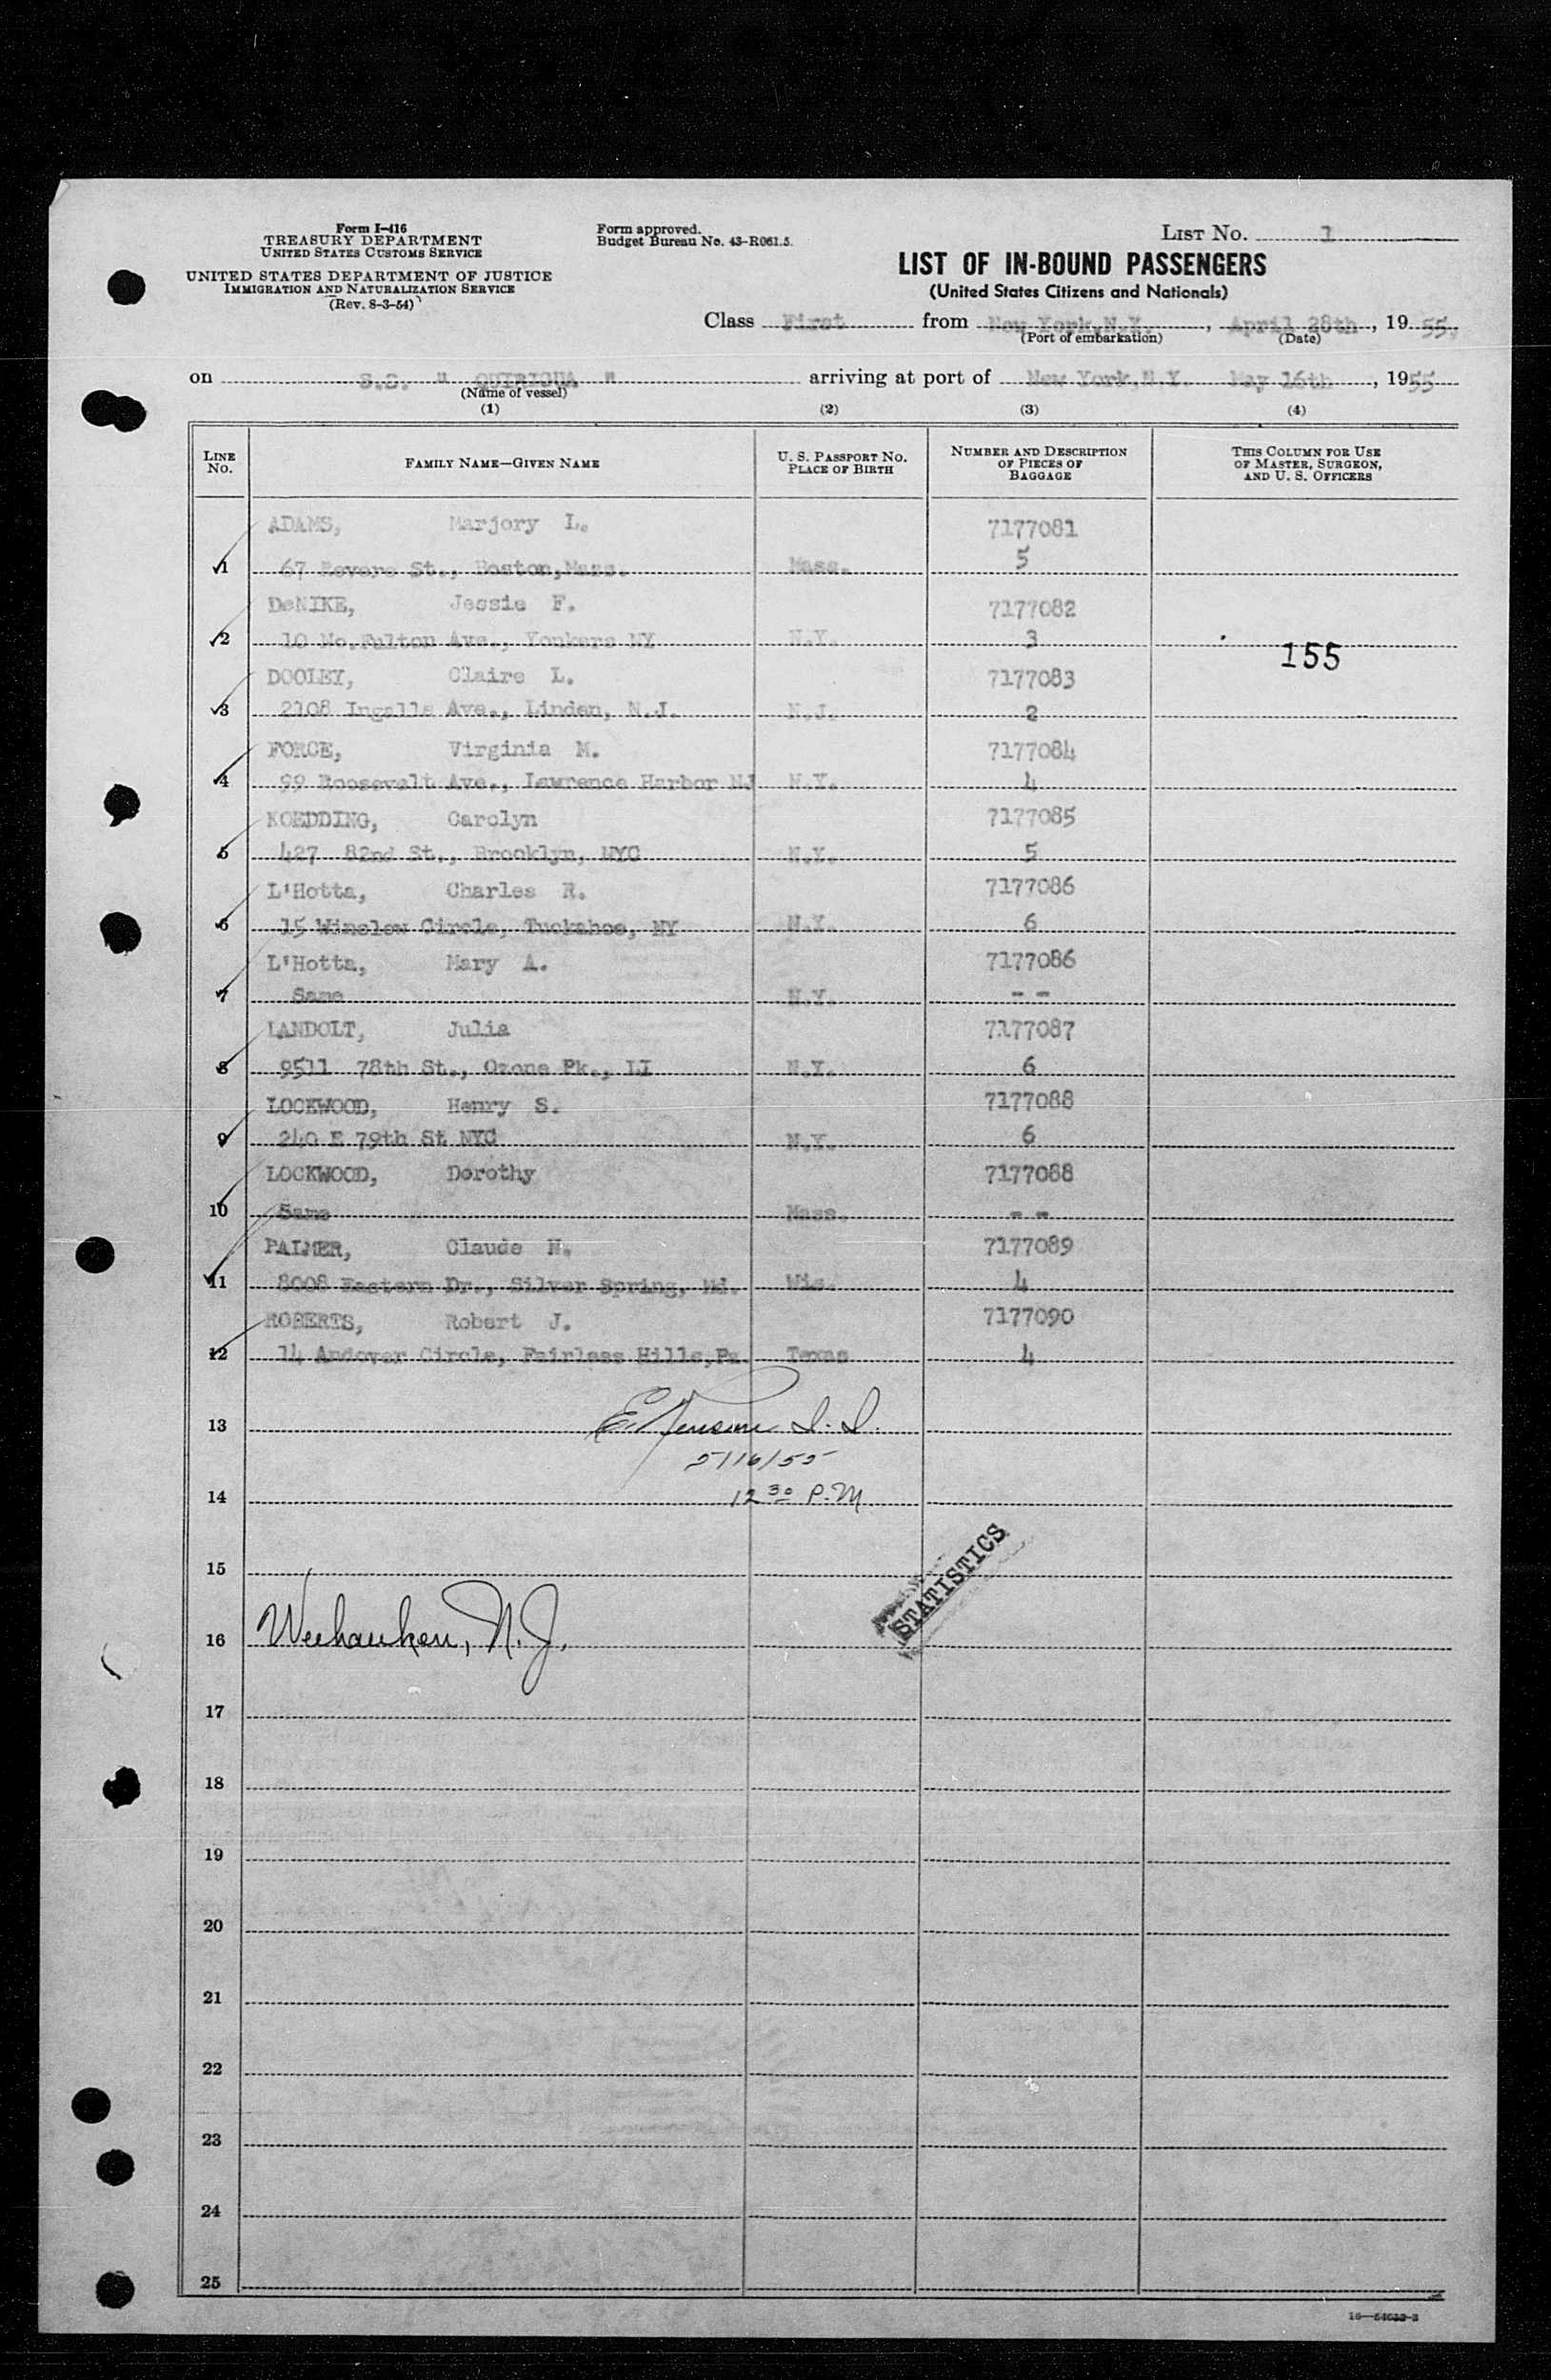 Form I-416
TREASURY DEPARTMENT
UNITED STATES CUSTOMS SERVICE
UNITED STATES DEPARTMENT OF JUSTICE
IMMIGRATION AND NATURALIZATION SERVICE
(Rev. 8-3-54)
Form approved.
Budget Bureau No. 43-R061.5.
LIST NO. 1
LIST OF IN-BOUND PASSENGERS
(United States Citizens and Nationals)
Class First from New York, N.Y., April 28th, 1955.
(Port of embarkation) (Date)
on S.S. " QUIRIGUA " arriving at port of New York, N.Y. May 16th, 1955
(Name of vessel)
(1) (2) (3) (4)
LINE NO. FAMILY NAME—GIVEN NAME U. S. PASSPORT NO. PLACE OF BIRTH NUMBER AND DESCRIPTION OF PIECES OF BAGGAGE THIS COLUMN FOR USE OF MASTER, SURGEON, AND U. S. OFFICERS
ADAMS, Marjory L. 7177081
1 67 Revere St., Boston, Mass. Mass. 5
DeNIKE, Jessie F. 7177082
2 10 No. Fulton Ave., Yonkers NY N.Y. 3
155
DOOLEY, Claire L. 7177083
3 2108 Ingalls Ave., Linden, N.J. N.J. 2
FORCE, Virginia M. 7177084
4 99 Roosevelt Ave., Lawrence Harbor NJ N.Y. 4
KOEDDING, Carolyn 7177085
5 427 82nd St., Brooklyn, NYC N.Y. 5
L'Hotta, Charles R. 7177086
6 15 Winslow Circle, Tuckahoe, NY N.Y. 6
L'Hotta, Mary A. 7177086
7 Same N.Y. - -
LANDOLT, Julia 7177087
8 9511 78th St., Ozone Pk., LI N.Y. 6
LOCKWOOD, Henry S. 7177088
9 240 E 79th St NYC N.Y. 6
LOCKWOOD, Dorothy 7177088
10 Same Mass. - -
PALMER, Claude N. 7177089
11 8008 Eastern Dr., Silver Spring, Md. Wis. 4
ROBERTS, Robert J. 7177090
12 14 Andover Circle, Fairless Hills, Pa. Texas 4
13
5/16/55
14 12 30 P.M.
15
STATISTICS
16 Weehauken, N.J.
17
18
19
20
21
22
23
24
25